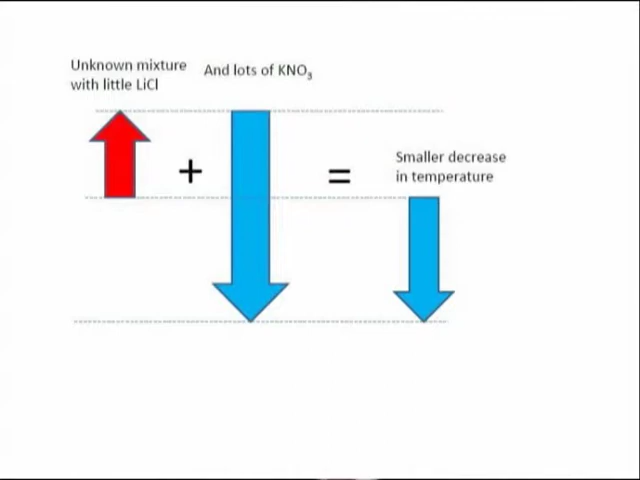 Unknown mixture
with little LiCl
And lots of KNO₃
+
=
Smaller decrease
in temperature